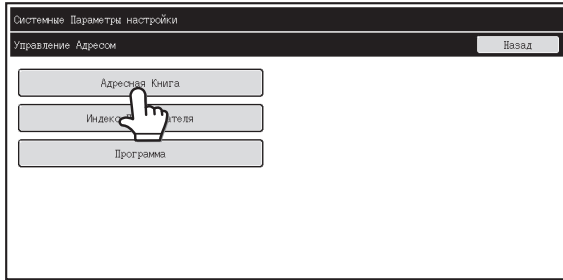 Системные Параметры настройки
Управление Адресом
Назад
Адресная Книга
Индекс
Программа